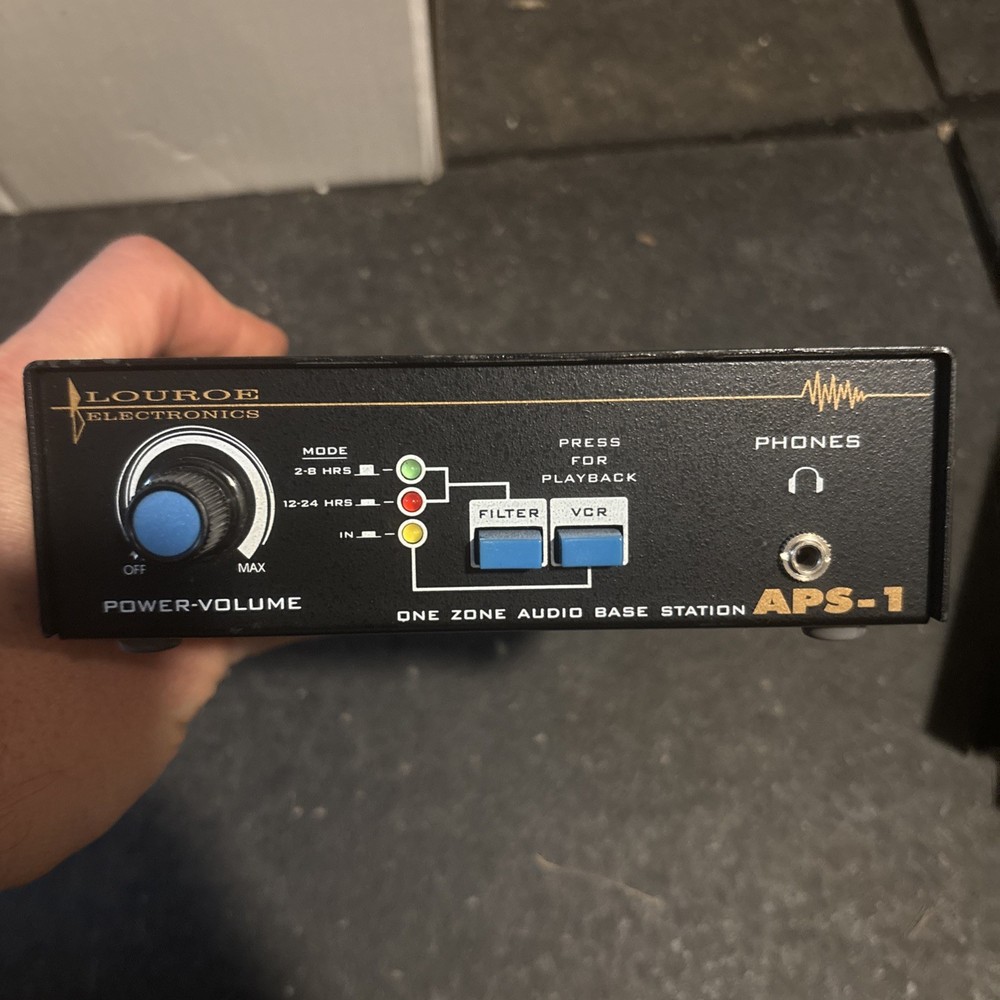 LOUROE
ELECTRONICS
MODE
2-8 HRS
12-24 HRS
IN
PRESS
FOR
PLAYBACK
FILTER
VCR
PHONES
OFF
MAX
POWER-VOLUME
ONE ZONE AUDIO BASE STATION
APS-1